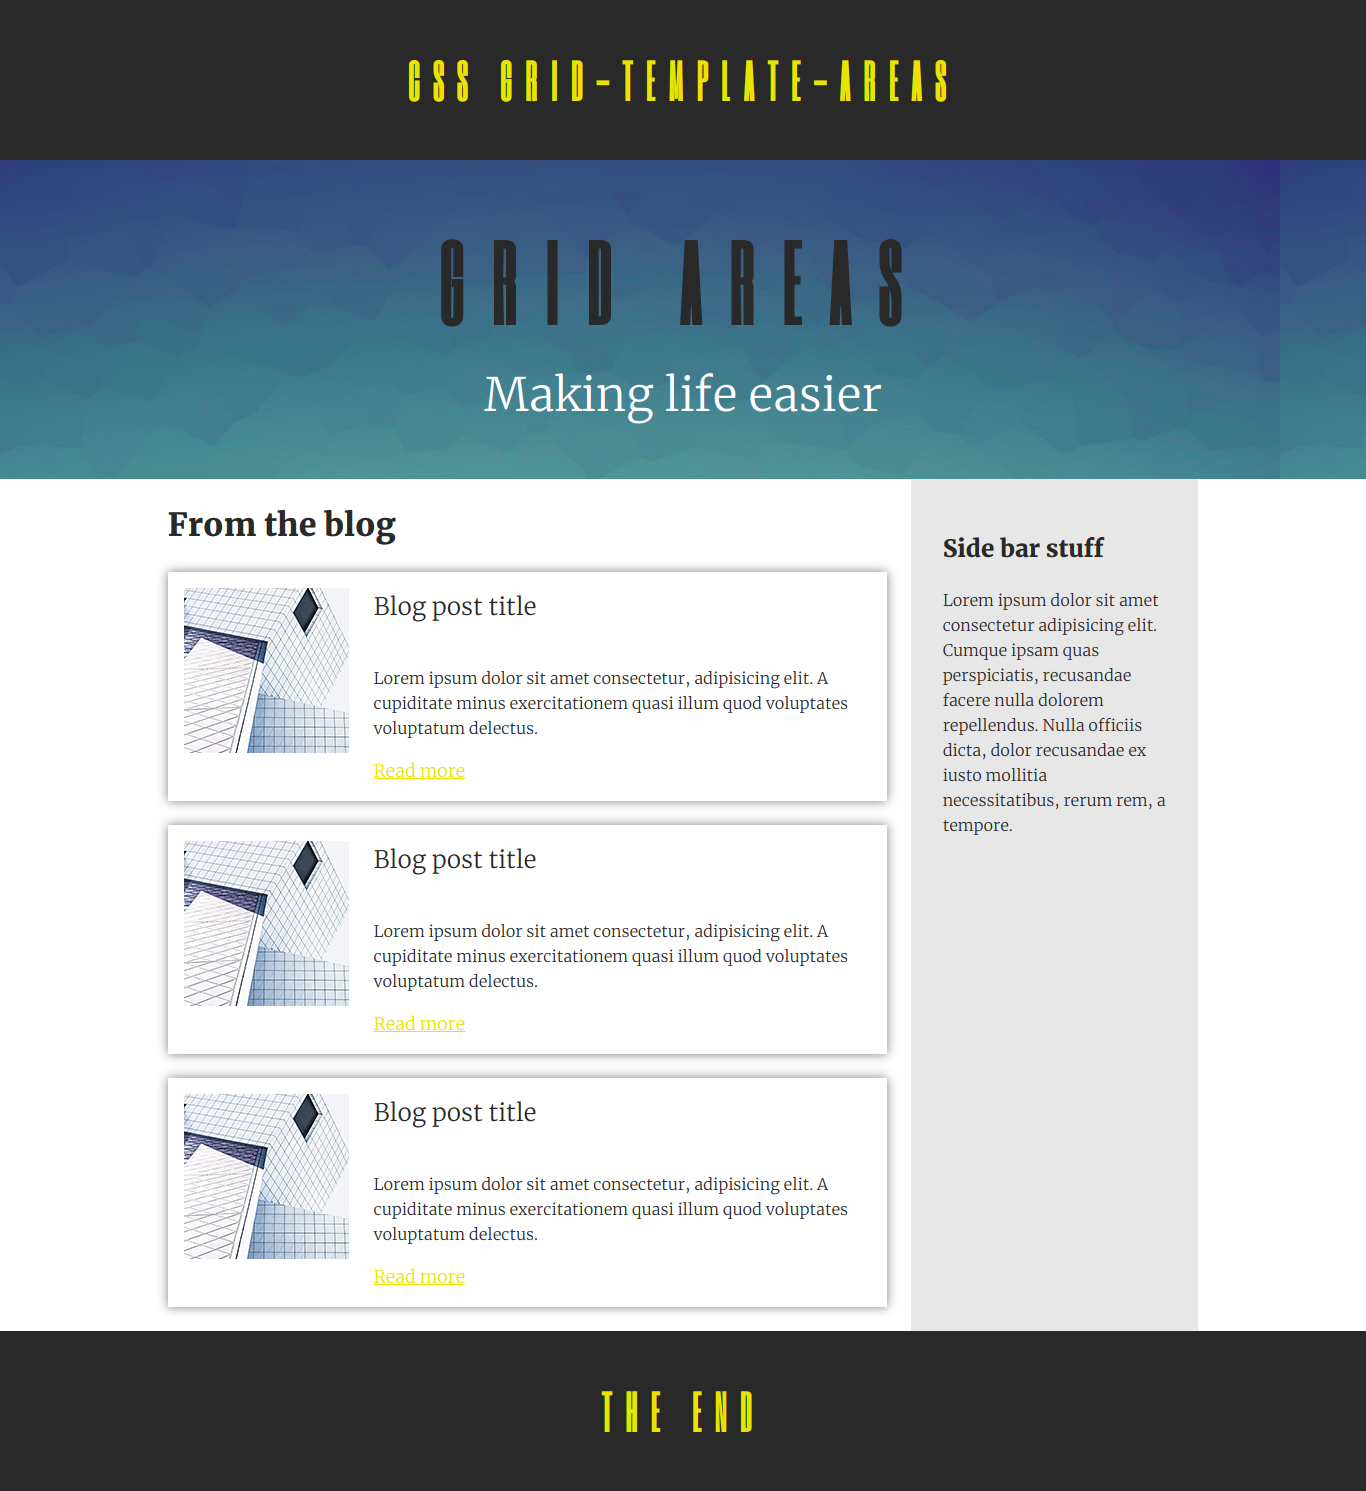 CSS GRID-TEMPLATE-AREAS
GRID AREAS
Making life easier
From the blog
Blog post title
Lorem ipsum dolor sit amet consectetur, adipisicing elit. A
cupiditate minus exercitationem quasi illum quod voluptates
voluptatum delectus.
Read more
Blog post title
Lorem ipsum dolor sit amet consectetur, adipisicing elit. A
cupiditate minus exercitationem quasi illum quod voluptates
voluptatum delectus.
Read more
Blog post title
Lorem ipsum dolor sit amet consectetur, adipisicing elit. A
cupiditate minus exercitationem quasi illum quod voluptates
voluptatum delectus.
Read more
Side bar stuff
Lorem ipsum dolor sit amet
consectetur adipisicing elit.
Cumque ipsam quas
perspiciatis, recusandae
facere nulla dolorem
repellendus. Nulla officiis
dicta, dolor recusandae ex
iusto mollitia
necessitatibus, rerum rem, a
tempore.
THE END